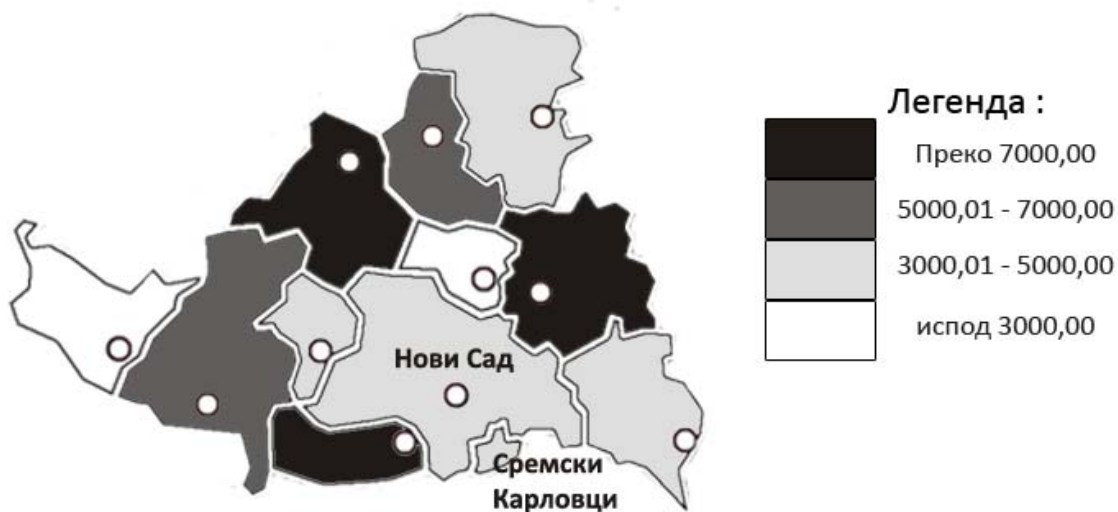 Легенда :
Преко 7000,00
5000,01 - 7000,00
3000,01 - 5000,00
испод 3000,00
Нови Сад
Сремски
Карловци